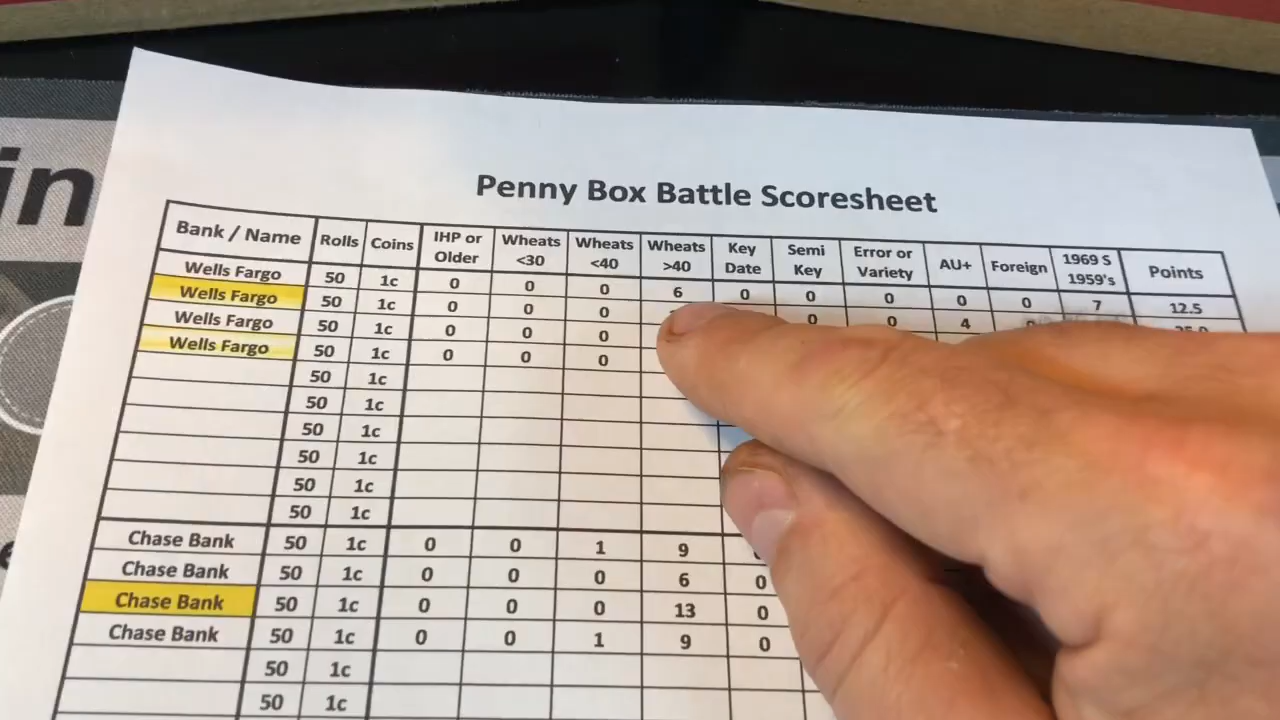 in
Penny Box Battle Scoresheet
Bank / Name Rolls Coins IHP or Older Wheats <30 Wheats <40 Wheats >40 Key Date Semi Key Error or Variety AU+ Foreign 1969 S 1959's Points
Wells Fargo 50 1c 0 0 0 6 0 0 0 0 0 7 12.5
Wells Fargo 50 1c 0 0 0 0 0 4
Wells Fargo 50 1c 0 0 0
Wells Fargo 50 1c 0 0 0
50 1c
50 1c
50 1c
50 1c
50 1c
50 1c
Chase Bank 50 1c 0 0 1 9
Chase Bank 50 1c 0 0 0 6 0
Chase Bank 50 1c 0 0 0 13 0
Chase Bank 50 1c 0 0 1 9 0
50 1c
50 1c